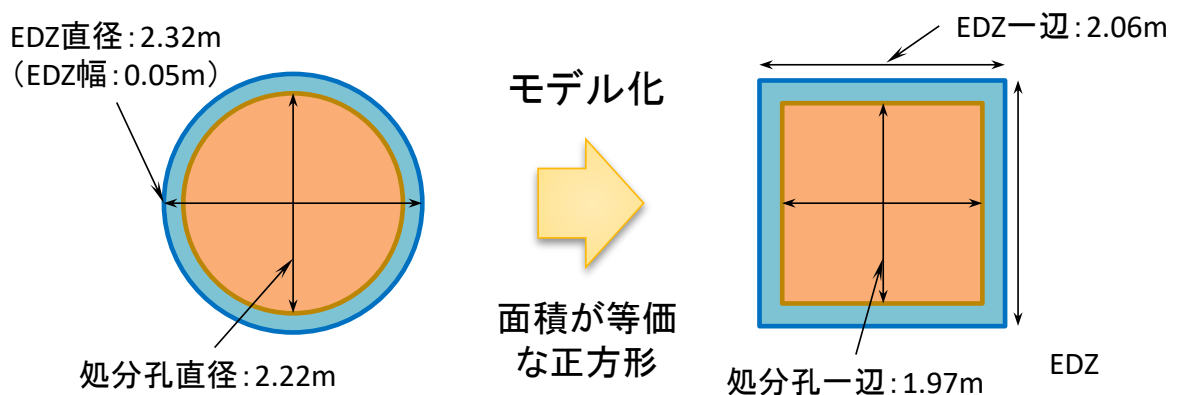 EDZ直径：2.32m
（EDZ幅：0.05m）
処分孔直径：2.22m
モデル化
面積が等価
な正方形
EDZ一辺：2.06m
処分孔一辺：1.97m
EDZ